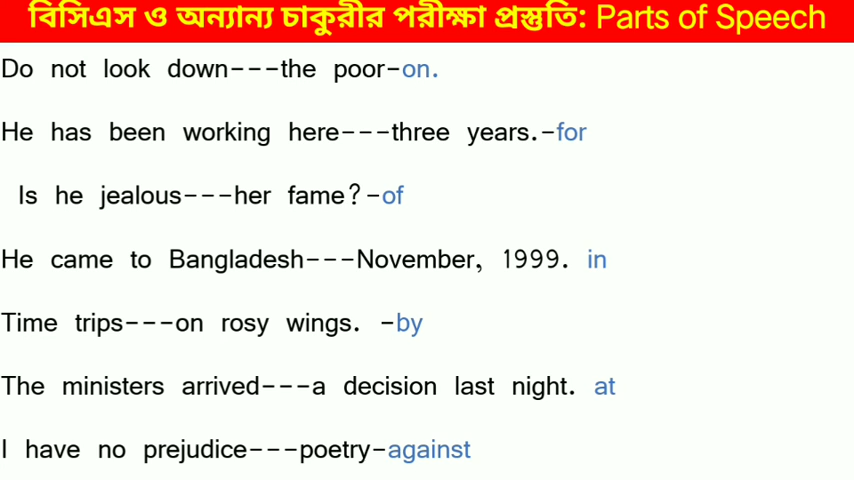 বিসিএস ও অন্যান্য চাকুরীর পরীক্ষা প্রস্তুতি: Parts of Speech
Do not look down---the poor-on.
He has been working here---three years.-for
Is he jealous---her fame?-of
He came to Bangladesh---November, 1999. in
Time trips---on rosy wings. -by
The ministers arrived---a decision last night. at
I have no prejudice---poetry-against